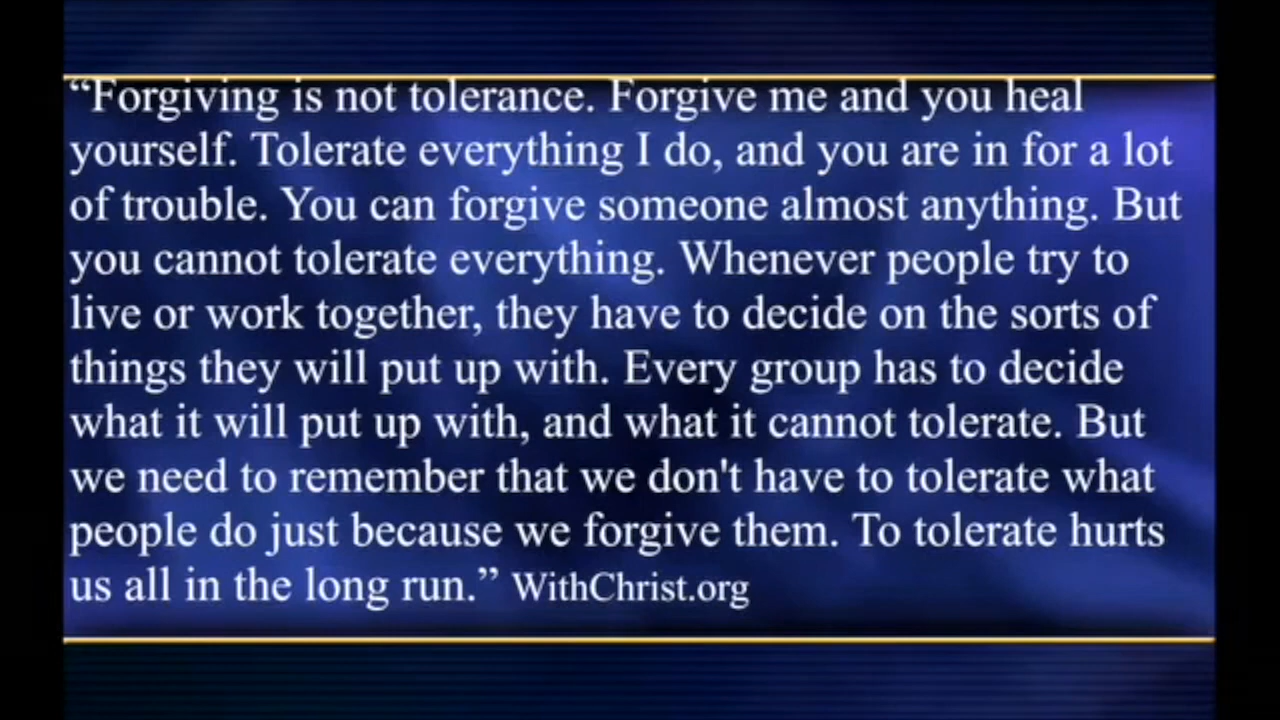 “Forgiving is not tolerance. Forgive me and you heal
yourself. Tolerate everything I do, and you are in for a lot
of trouble. You can forgive someone almost anything. But
you cannot tolerate everything. Whenever people try to
live or work together, they have to decide on the sorts of
things they will put up with. Every group has to decide
what it will put up with, and what it cannot tolerate. But
we need to remember that we don't have to tolerate what
people do just because we forgive them. To tolerate hurts
us all in the long run.” WithChrist.org